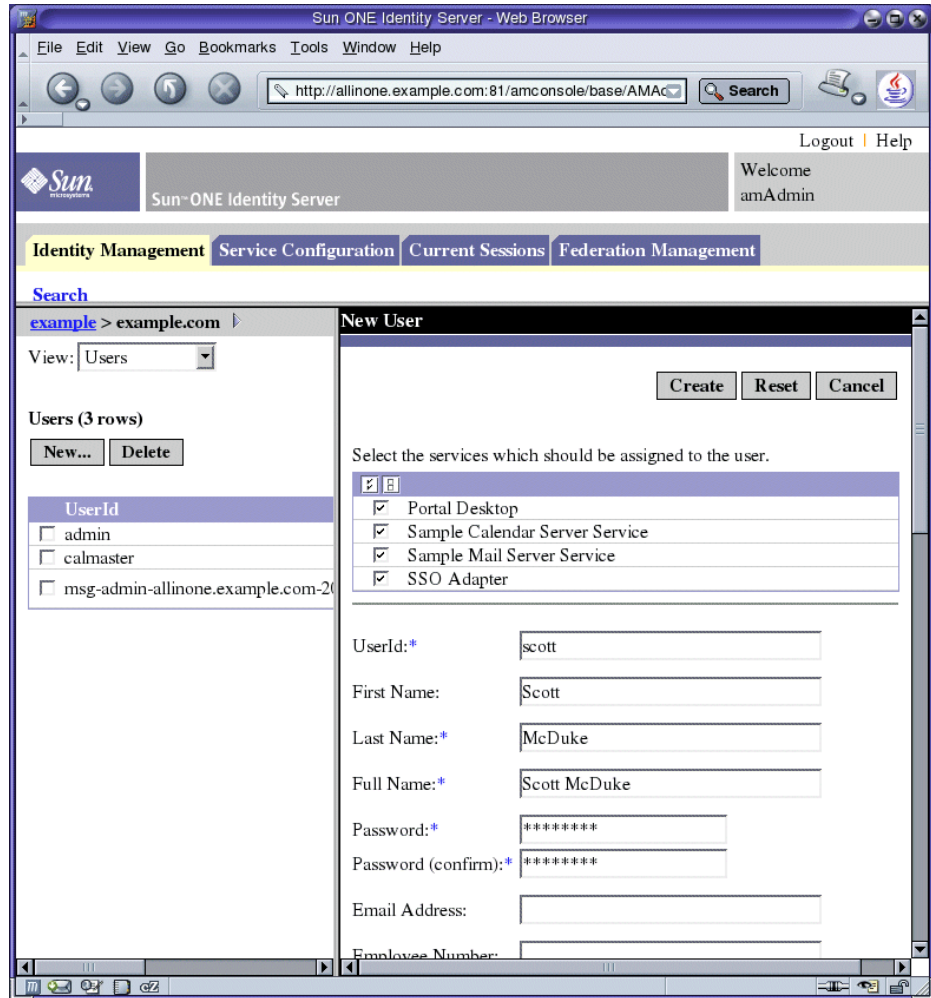 Sun ONE Identity Server - Web Browser
File Edit View Go Bookmarks Tools Window Help
http://allinone.example.com:81/amconsole/base/AMAc
Search
Logout | Help
Sun
microsystems
Sun™ ONE Identity Server
Welcome
amAdmin
Identity Management Service Configuration Current Sessions Federation Management
Search
example > example.com
View: Users
Users (3 rows)
New... Delete
UserId
admin
calmaster
msg-admin-allinone.example.com-20
New User
Create Reset Cancel
Select the services which should be assigned to the user.
Portal Desktop
Sample Calendar Server Service
Sample Mail Server Service
SSO Adapter
UserId:* scott
First Name: Scott
Last Name:* McDuke
Full Name:* Scott McDuke
Password:* ********
Password (confirm):* ********
Email Address:
Employee Number: